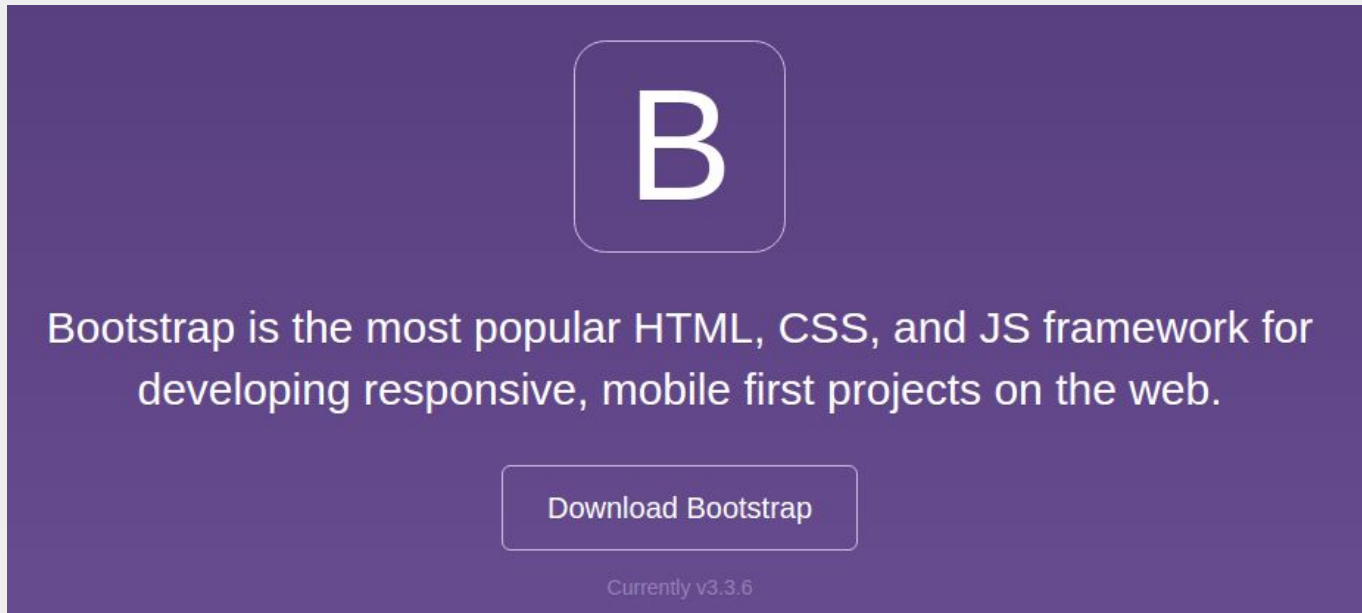 B
Bootstrap is the most popular HTML, CSS, and JS framework for
developing responsive, mobile first projects on the web.
Download Bootstrap
Currently v3.3.6